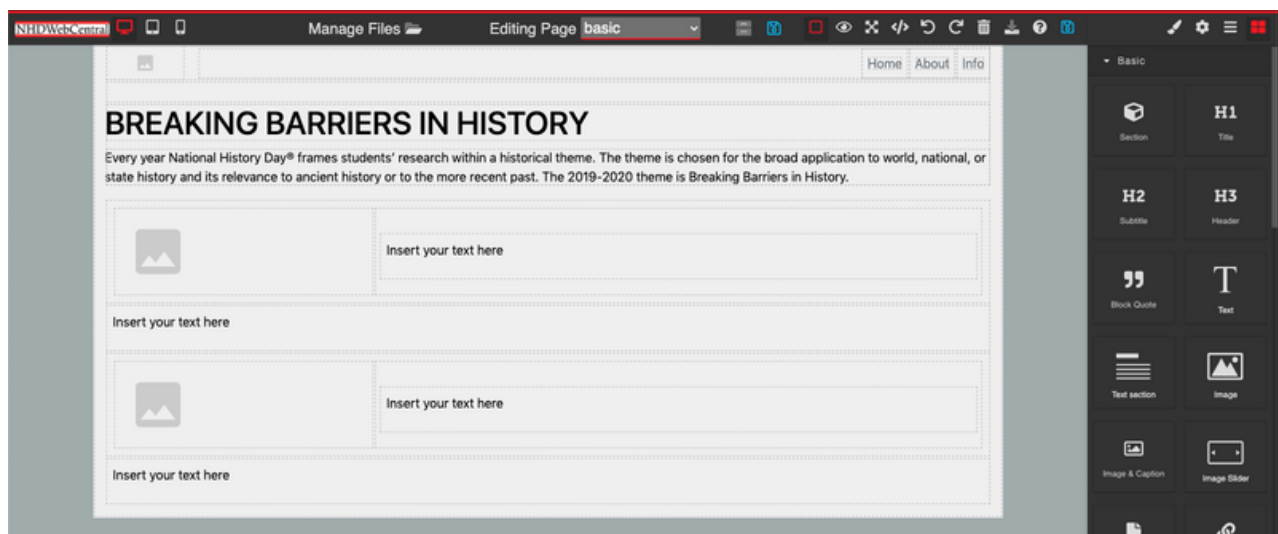 NHDWebCentral Manage Files Editing Page basic
Home About Info
Basic
BREAKING BARRIERS IN HISTORY
Every year National History Day® frames students' research within a historical theme. The theme is chosen for the broad application to world, national, or
state history and its relevance to ancient history or to the more recent past. The 2019-2020 theme is Breaking Barriers in History.
Insert your text here
Insert your text here
Insert your text here
Insert your text here
Section
H1
Title
H2
Subtitle
H3
Header
Block Quote
T
Text
Text section
Image
Image & Caption
Image Slider